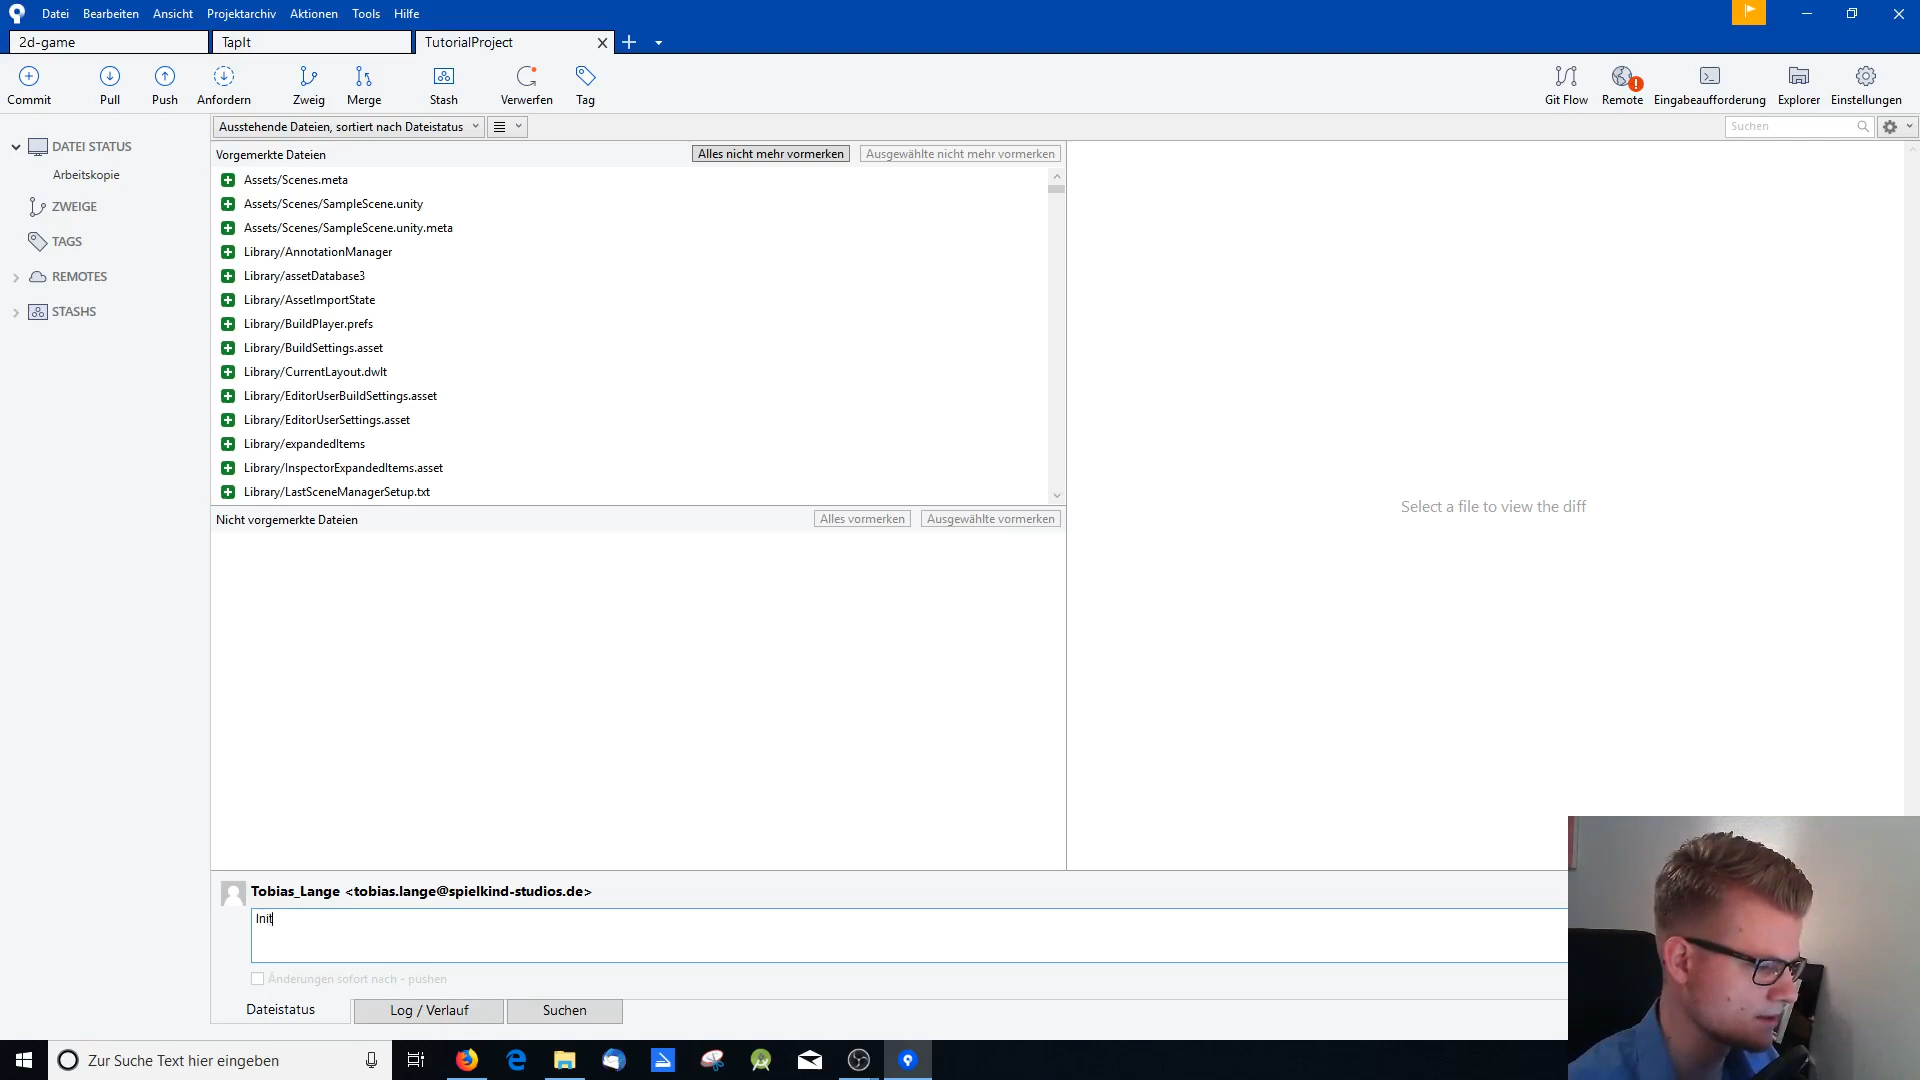 Datei Bearbeiten Ansicht Projektarchiv Aktionen Tools Hilfe
2d-game TapIt TutorialProject
Commit Pull Push Anfordern Zweig Merge Stash Verwerfen Tag Git Flow Remote Eingabeaufforderung Explorer Einstellungen
Ausstehende Dateien, sortiert nach Dateistatus Suchen
DATEI STATUS
Arbeitskopie
ZWEIGE
TAGS
REMOTES
STASHS
Vorgemerkte Dateien Alles nicht mehr vormerken Ausgewählte nicht mehr vormerken
Assets/Scenes.meta
Assets/Scenes/SampleScene.unity
Assets/Scenes/SampleScene.unity.meta
Library/AnnotationManager
Library/assetDatabase3
Library/AssetImportState
Library/BuildPlayer.prefs
Library/BuildSettings.asset
Library/CurrentLayout.dwlt
Library/EditorUserBuildSettings.asset
Library/EditorUserSettings.asset
Library/expandedItems
Library/InspectorExpandedItems.asset
Library/LastSceneManagerSetup.txt
Nicht vorgemerkte Dateien Alles vormerken Ausgewählte vormerken
Select a file to view the diff
Tobias_Lange <tobias.lange@spielkind-studios.de>
Init
Änderungen sofort nach - pushen
Dateistatus Log / Verlauf Suchen
Zur Suche Text hier eingeben